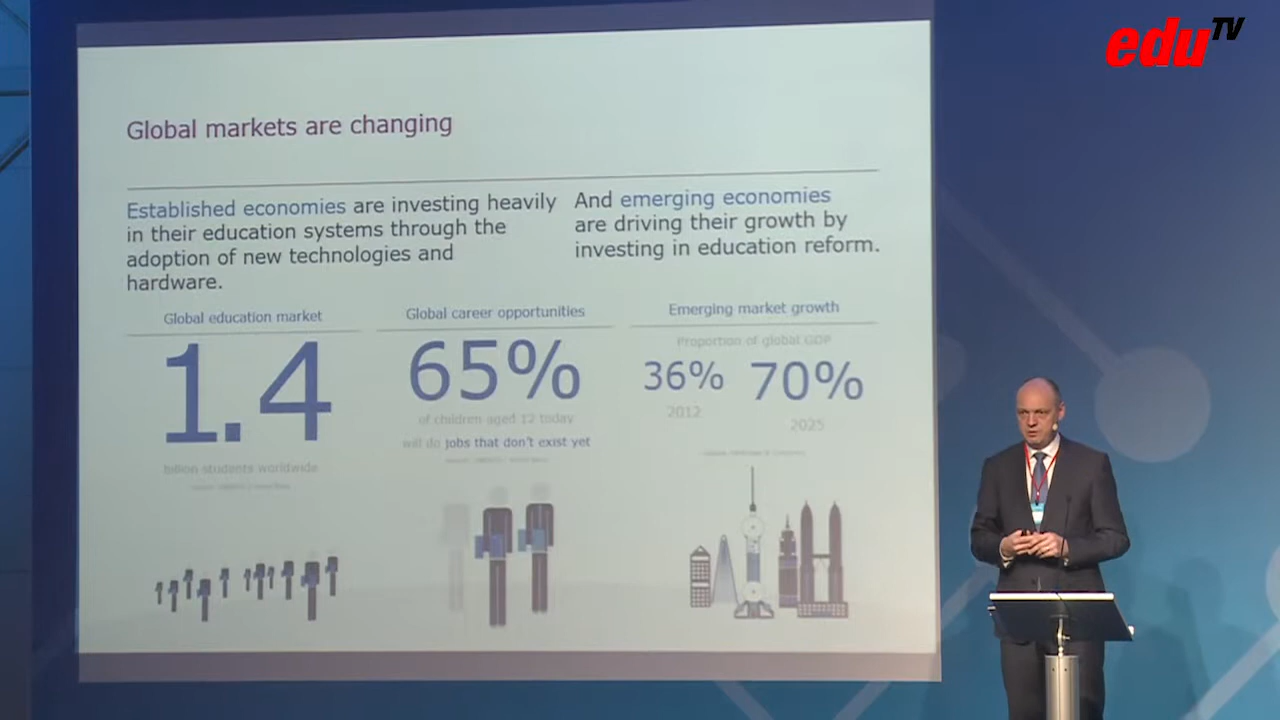 eduTV
Global markets are changing
Established economies are investing heavily
in their education systems through the
adoption of new technologies and
hardware.
And emerging economies
are driving their growth by
investing in education reform.
Global education market
1.4
billion students worldwide
Global career opportunities
65%
of children aged 12 today
will do jobs that don't exist yet
Emerging market growth
Proportion of global GDP
36% 70%
2012
2025